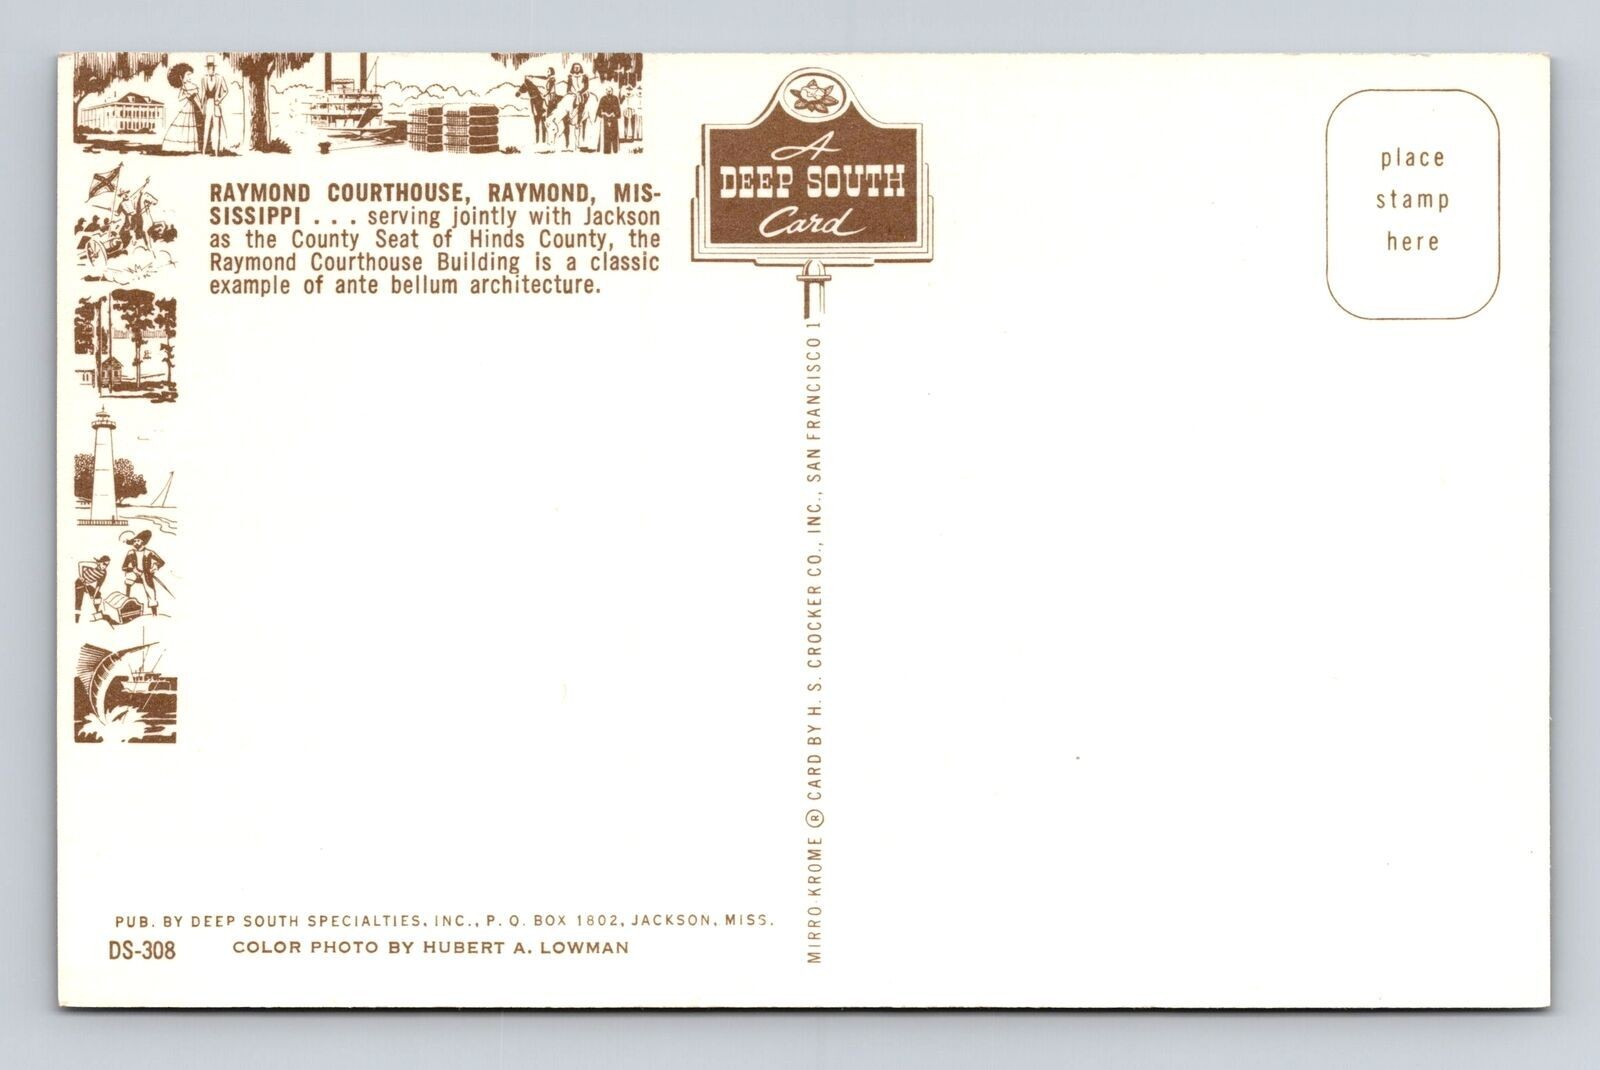 RAYMOND COURTHOUSE, RAYMOND, MIS-
SISSIPPI . . . serving jointly with Jackson
as the County Seat of Hinds County, the
Raymond Courthouse Building is a classic
example of ante bellum architecture.
A
DEEP SOUTH
Card
place
stamp
here
MIRRO-KROME ® CARD BY H. S. CROCKER CO., INC., SAN FRANCISCO 1
PUB. BY DEEP SOUTH SPECIALTIES, INC., P. O. BOX 1802, JACKSON, MISS.
DS-308 COLOR PHOTO BY HUBERT A. LOWMAN